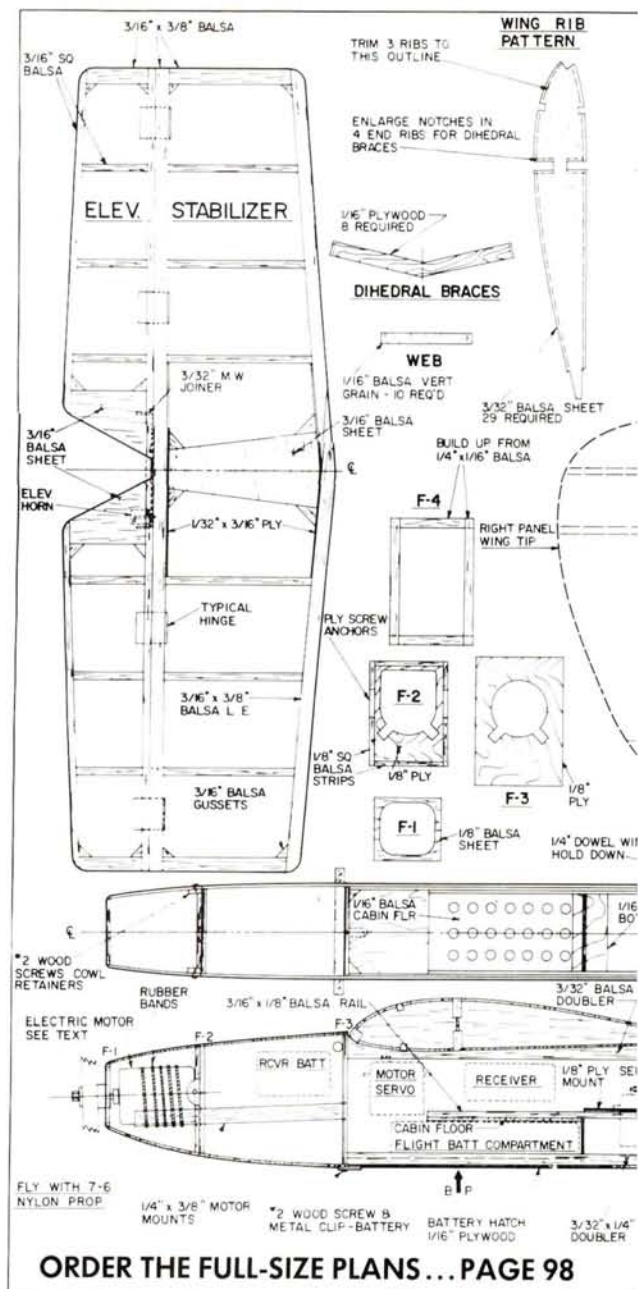 3/16" x 3/8" BALSA
3/16" SQ
BALSA
ELEV.
STABILIZER
3/32" M.W
JOINER
3/16"
BALSA
SHEET
3/16" BALSA
SHEET
ELEV.
HORN
1/32" x 3/16" PLY
TYPICAL
HINGE
3/16" x 3/8"
BALSA L E
3/16" BALSA
GUSSETS
WING RIB
PATTERN
TRIM 3 RIBS TO
THIS OUTLINE
ENLARGE NOTCHES IN
4 END RIBS FOR DIHEDRAL
BRACES
1/16" PLYWOOD
8 REQUIRED
DIHEDRAL BRACES
WEB
1/16" BALSA VERT
GRAIN - 10 REQ'D
3/32" BALSA SHEET
29 REQUIRED
BUILD UP FROM
1/4" x 1/16" BALSA
F-4
RIGHT PANEL
WING TIP
PLY SCREW
ANCHORS
F-2
1/8" SQ
BALSA
STRIPS
1/8" PLY
F-3
1/8"
PLY
F-1
1/8" BALSA
SHEET
1/4" DOWEL WIN
HOLD DOWN
1/16" BALSA
CABIN FLR
1/16
BO
#2 WOOD
SCREWS COWL
RETAINERS
RUBBER
BANDS
3/16" x 1/8" BALSA RAIL
3/32" BALSA
DOUBLER
ELECTRIC MOTOR
SEE TEXT
F-1
F-2
F-3
RCVR BATT
MOTOR
SERVO
RECEIVER
1/8" PLY SE
MOUNT
CABIN FLOOR
FLIGHT BATT COMPARTMENT
FLY WITH 7-6
NYLON PROP
1/4" x 3/8" MOTOR
MOUNTS
#2 WOOD SCREW &
METAL CLIP-BATTERY
B P
BATTERY HATCH
1/16" PLYWOOD
3/32" x 1/4"
DOUBLER
ORDER THE FULL-SIZE PLANS...PAGE 98